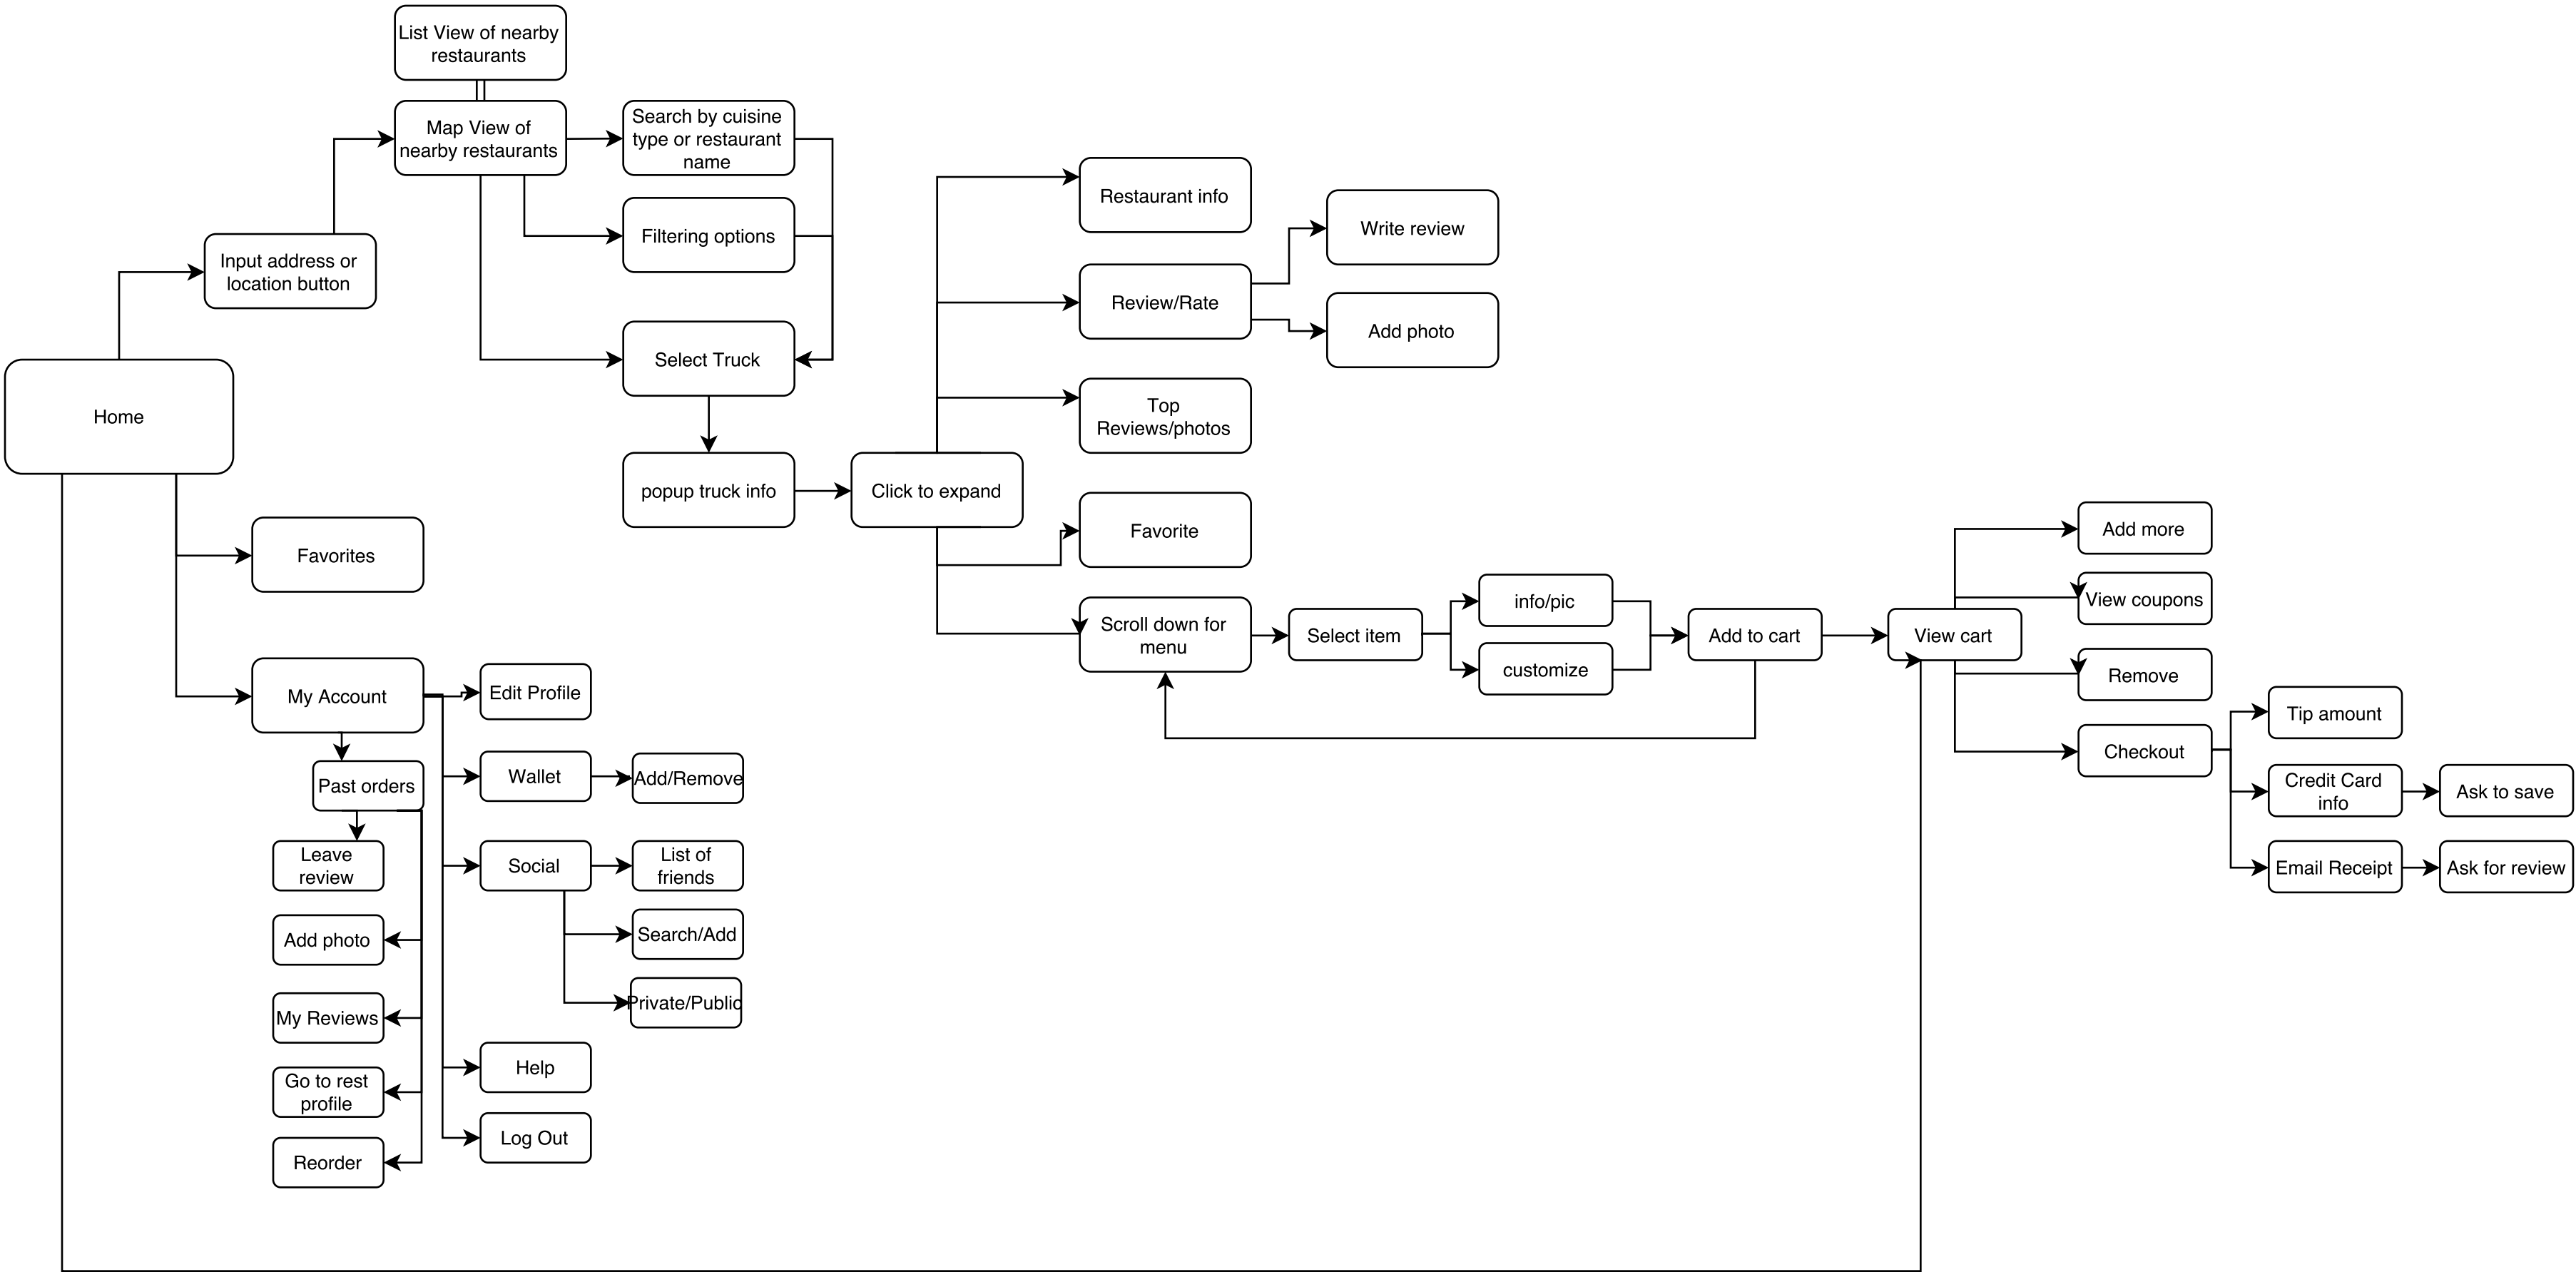 List View of nearby
restaurants
Map View of
nearby restaurants
Search by cuisine
type or restaurant
name
Filtering options
Input address or
location button
Select Truck
Home
popup truck info
Click to expand
Restaurant info
Review/Rate
Write review
Add photo
Top
Reviews/photos
Favorite
Scroll down for
menu
Select item
info/pic
customize
Add to cart
View cart
Add more
View coupons
Remove
Checkout
Tip amount
Credit Card
info
Ask to save
Email Receipt
Ask for review
Favorites
My Account
Edit Profile
Past orders
Wallet
Add/Remove
Leave
review
Social
List of
friends
Add photo
Search/Add
My Reviews
Private/Public
Go to rest
profile
Help
Reorder
Log Out